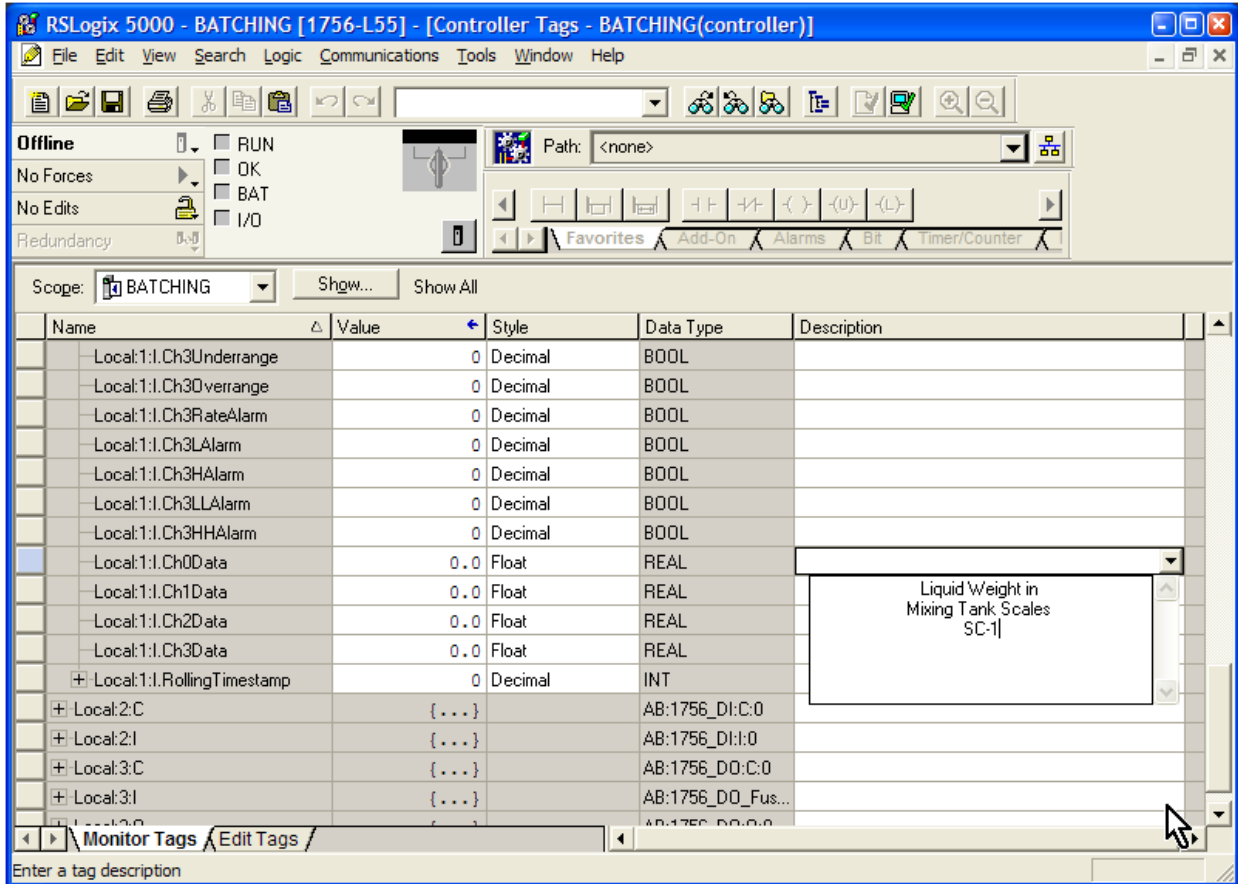 RSLogix 5000 - BATCHING [1756-L55] - [Controller Tags - BATCHING(controller)]
File Edit View Search Logic Communications Tools Window Help
Offline RUN
No Forces OK
BAT
No Edits I/O
Redundancy
Path: <none>
Favorites Add-On Alarms Bit Timer/Counter
Scope: BATCHING Show... Show All
Name Value Style Data Type Description
Local:1:I.Ch3Underrange 0 Decimal BOOL
Local:1:I.Ch3Overrange 0 Decimal BOOL
Local:1:I.Ch3RateAlarm 0 Decimal BOOL
Local:1:I.Ch3LAlarm 0 Decimal BOOL
Local:1:I.Ch3HAlarm 0 Decimal BOOL
Local:1:I.Ch3LLAlarm 0 Decimal BOOL
Local:1:I.Ch3HHAlarm 0 Decimal BOOL
Local:1:I.Ch0Data 0.0 Float REAL
Local:1:I.Ch1Data 0.0 Float REAL
Local:1:I.Ch2Data 0.0 Float REAL
Local:1:I.Ch3Data 0.0 Float REAL
Liquid Weight in
Mixing Tank Scales
SC-1
Local:1:I.RollingTimestamp 0 Decimal INT
Local:2:C {...} AB:1756_DI:C:0
Local:2:I {...} AB:1756_DI:I:0
Local:3:C {...} AB:1756_DO:C:0
Local:3:I {...} AB:1756_DO_Fus...
Monitor Tags Edit Tags
Enter a tag description